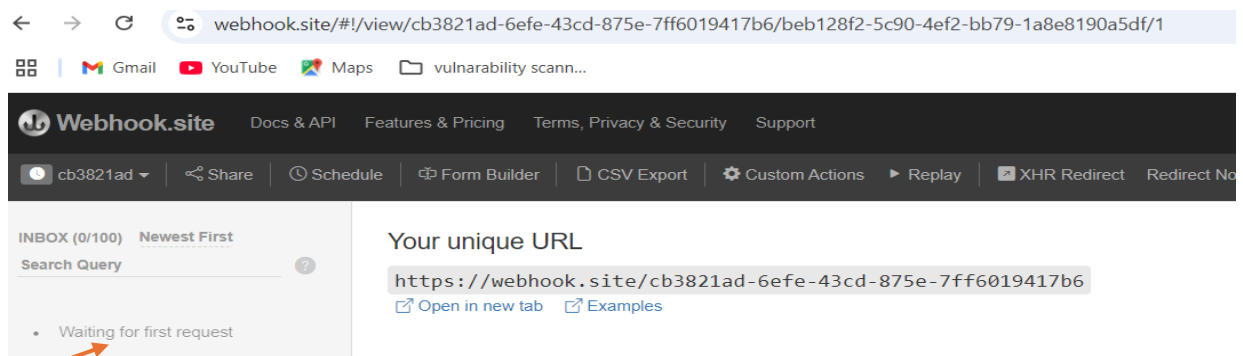 webhook.site/#!/view/cb3821ad-6efe-43cd-875e-7ff6019417b6/beb128f2-5c90-4ef2-bb79-1a8e8190a5df/1
Gmail YouTube Maps vulnarability scann...
Webhook.site Docs & API Features & Pricing Terms, Privacy & Security Support
cb3821ad Share Schedule Form Builder CSV Export Custom Actions Replay XHR Redirect Redirect No
INBOX (0/100) Newest First
Search Query ?
Your unique URL
https://webhook.site/cb3821ad-6efe-43cd-875e-7ff6019417b6
Open in new tab Examples
• Waiting for first request